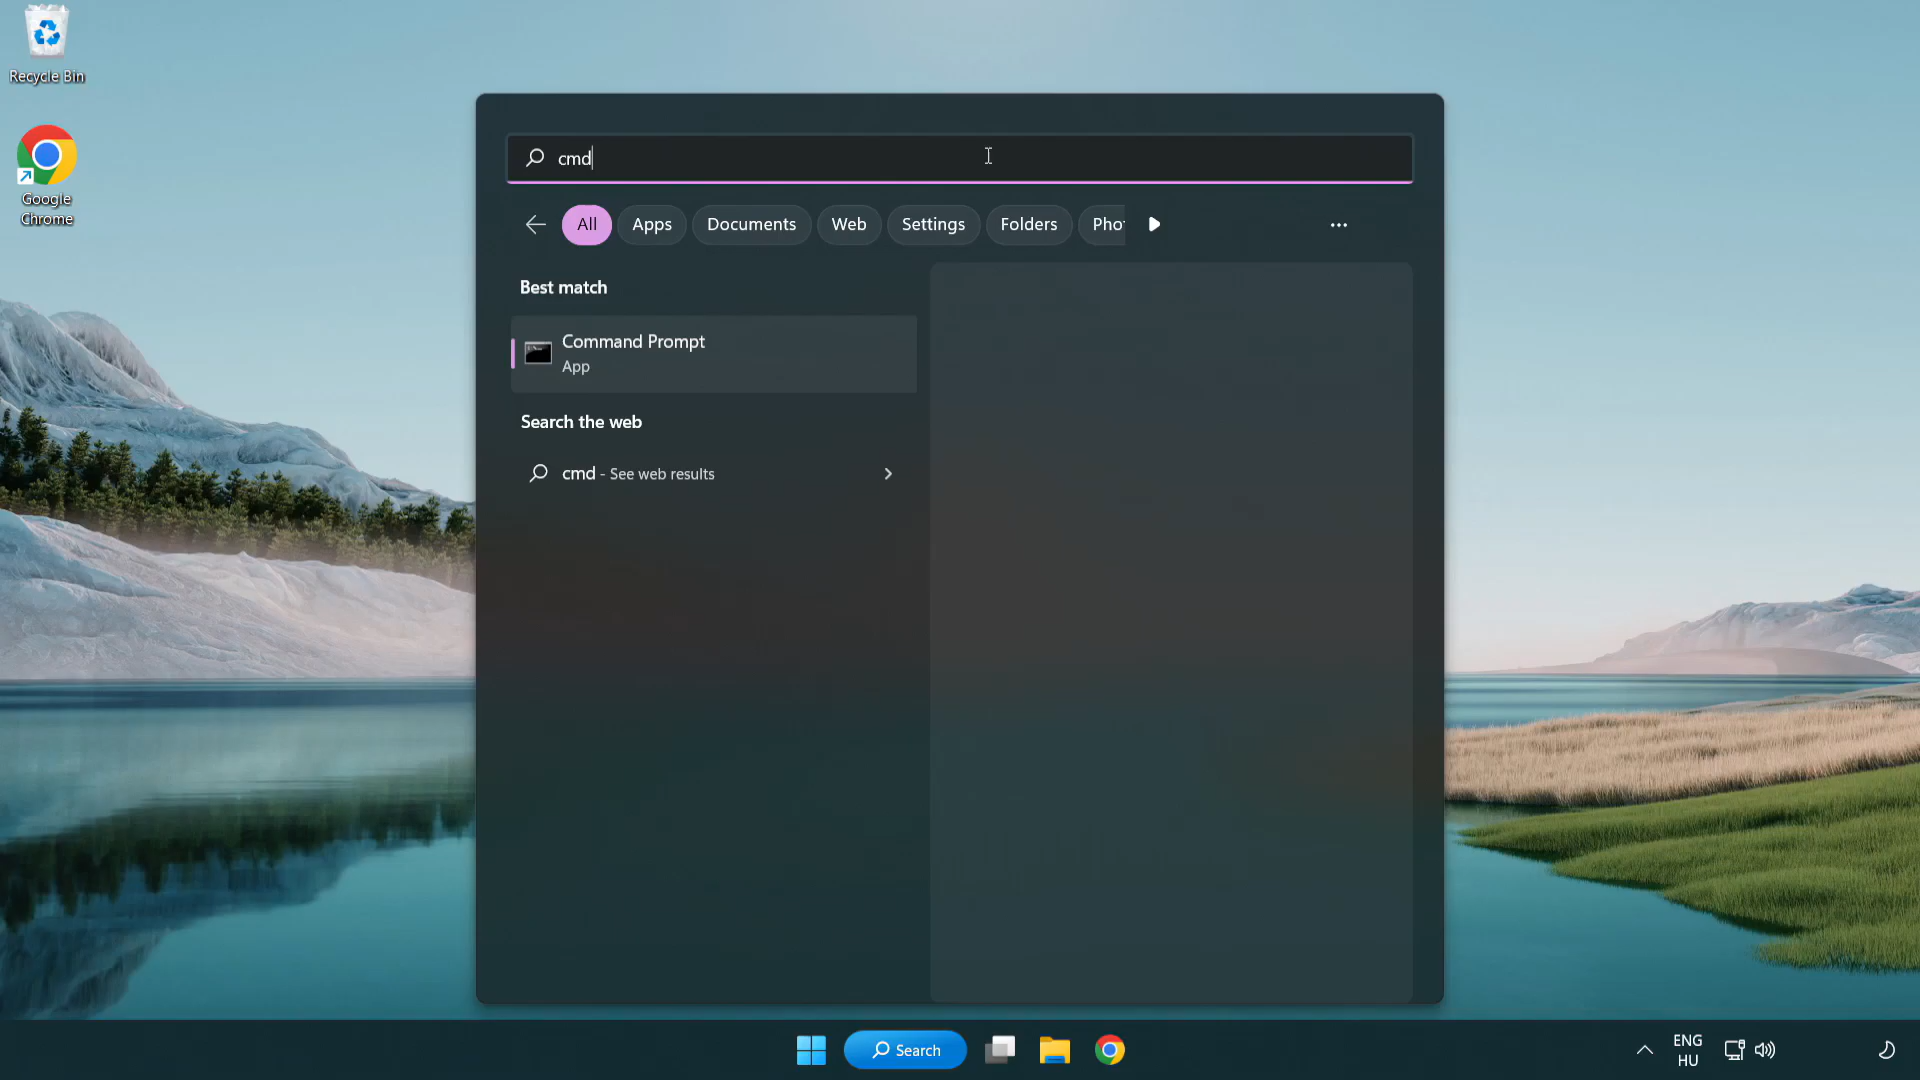 Recycle Bin
Google
Chrome
cmd
All Apps Documents Web Settings Folders Pho
Best match
Command Prompt
App
Search the web
cmd - See web results
Search
ENG
HU